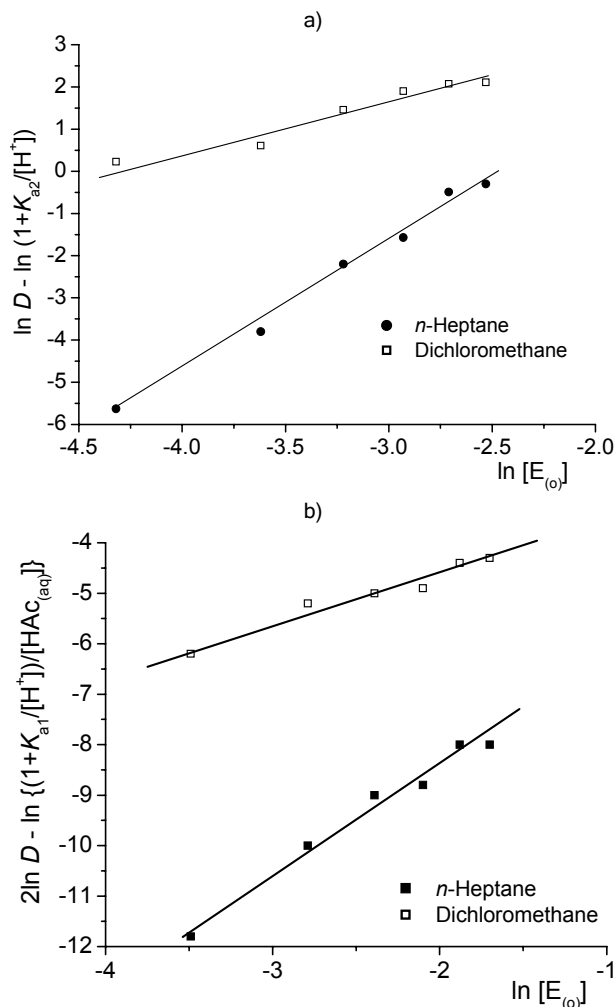 a)
3
2
1
0
-1
-2
-3
-4
-5
-6
ln D - ln (1+Ka2/[H+])
n-Heptane
Dichloromethane
-4.5 -4.0 -3.5 -3.0 -2.5 -2.0
ln [E(o)]
b)
-4
-5
-6
-7
-8
-9
-10
-11
-12
2ln D - ln {(1+Ka1/[H+])/[HAc(aq)]}
n-Heptane
Dichloromethane
-4 -3 -2 -1
ln [E(o)]